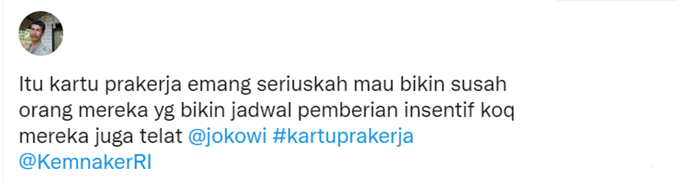 Itu kartu prakerja emang seriuskah mau bikin susah
orang mereka yg bikin jadwal pemberian insentif koq
mereka juga telat @jokowi #kartuprakerja
@KemnakerRI